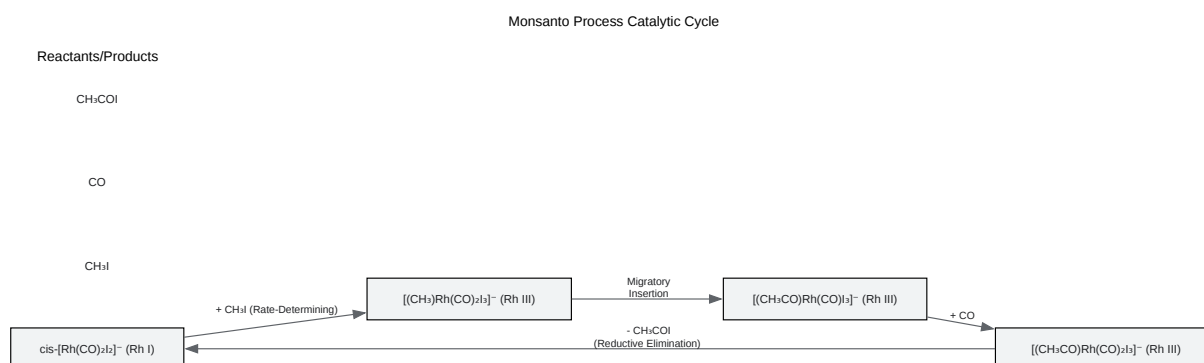 Monsanto Process Catalytic Cycle
Reactants/Products
CH₃COI
CO
CH₃I
+ CH₃I (Rate-Determining)
[(CH₃)Rh(CO)₂I₃]⁻ (Rh III)
Migratory
Insertion
[(CH₃CO)Rh(CO)I₃]⁻ (Rh III)
+ CO
cis-[Rh(CO)₂I₂]⁻ (Rh I)
- CH₃COI
(Reductive Elimination)
[(CH₃CO)Rh(CO)₂I₃]⁻ (Rh III)